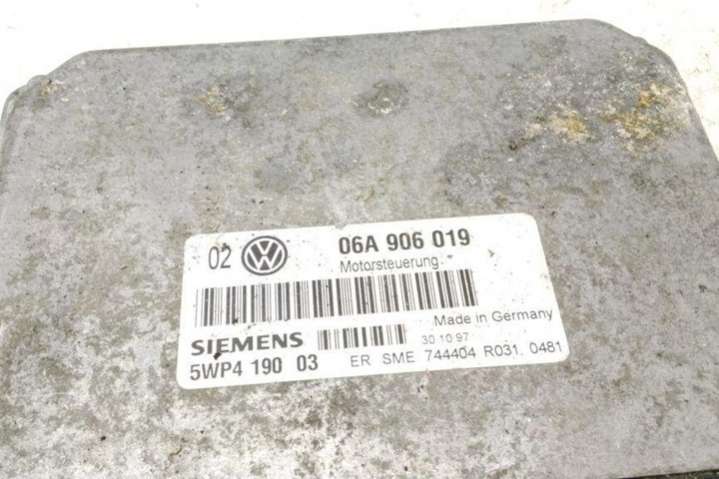 02 VW 06A 906 019
Motorsteuerung
Made in Germany
SIEMENS 30 10 97
5WP4 190 03 ER SME 744404 R031. 0481